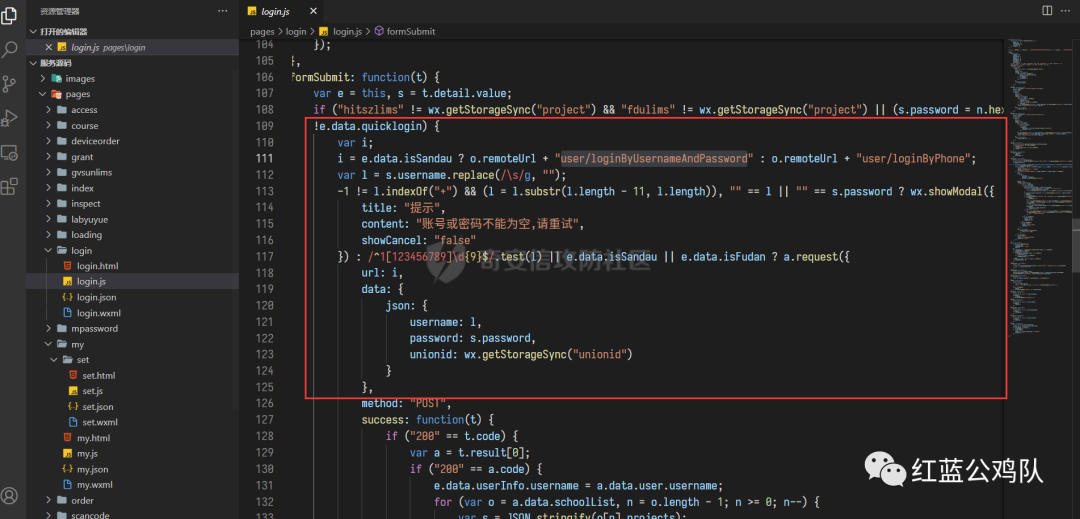 资源管理器
打开的编辑器
login.js pages\login
服务源码
images
pages
access
course
deviceorder
grant
gvsunlims
index
inspect
labyuyue
loading
login
login.html
login.js
login.json
login.wxml
mpassword
my
set
set.html
set.js
set.json
set.wxml
my.html
my.js
my.json
my.wxml
order
scancode
login.js
pages > login > login.js > formSubmit
104 });
105 },
106 formSubmit: function(t) {
107 var e = this, s = t.detail.value;
108 if ("hitszlims" != wx.getStorageSync("project") && "fdulims" != wx.getStorageSync("project") || (s.password = n.hex
109 !e.data.quicklogin) {
110 var i;
111 i = e.data.isSandau ? o.remoteUrl + "user/loginByUsernameAndPassword" : o.remoteUrl + "user/loginByPhone";
112 var l = s.username.replace(/\s/g, "");
113 -1 != l.indexOf("+") && (l = l.substr(l.length - 11, l.length)), "" == l || "" == s.password ? wx.showModal({
114 title: "提示",
115 content: "账号或密码不能为空,请重试",
116 showCancel: "false"
117 }) : /^1[123456789]\d{9}$/.test(l) || e.data.isSandau || e.data.isFudan ? a.request({
118 url: i,
119 data: {
120 json: {
121 username: l,
122 password: s.password,
123 unionid: wx.getStorageSync("unionid")
124 }
125 },
126 method: "POST",
127 success: function(t) {
128 if ("200" == t.code) {
129 var a = t.result[0];
130 if ("200" == a.code) {
131 e.data.userInfo.username = a.data.user.username;
132 for (var o = a.data.schoolList, n = o.length - 1; n >= 0; n--) {
133 var s = JSON.stringify(o[n].projects);
奇安信攻防社区
红蓝公鸡队